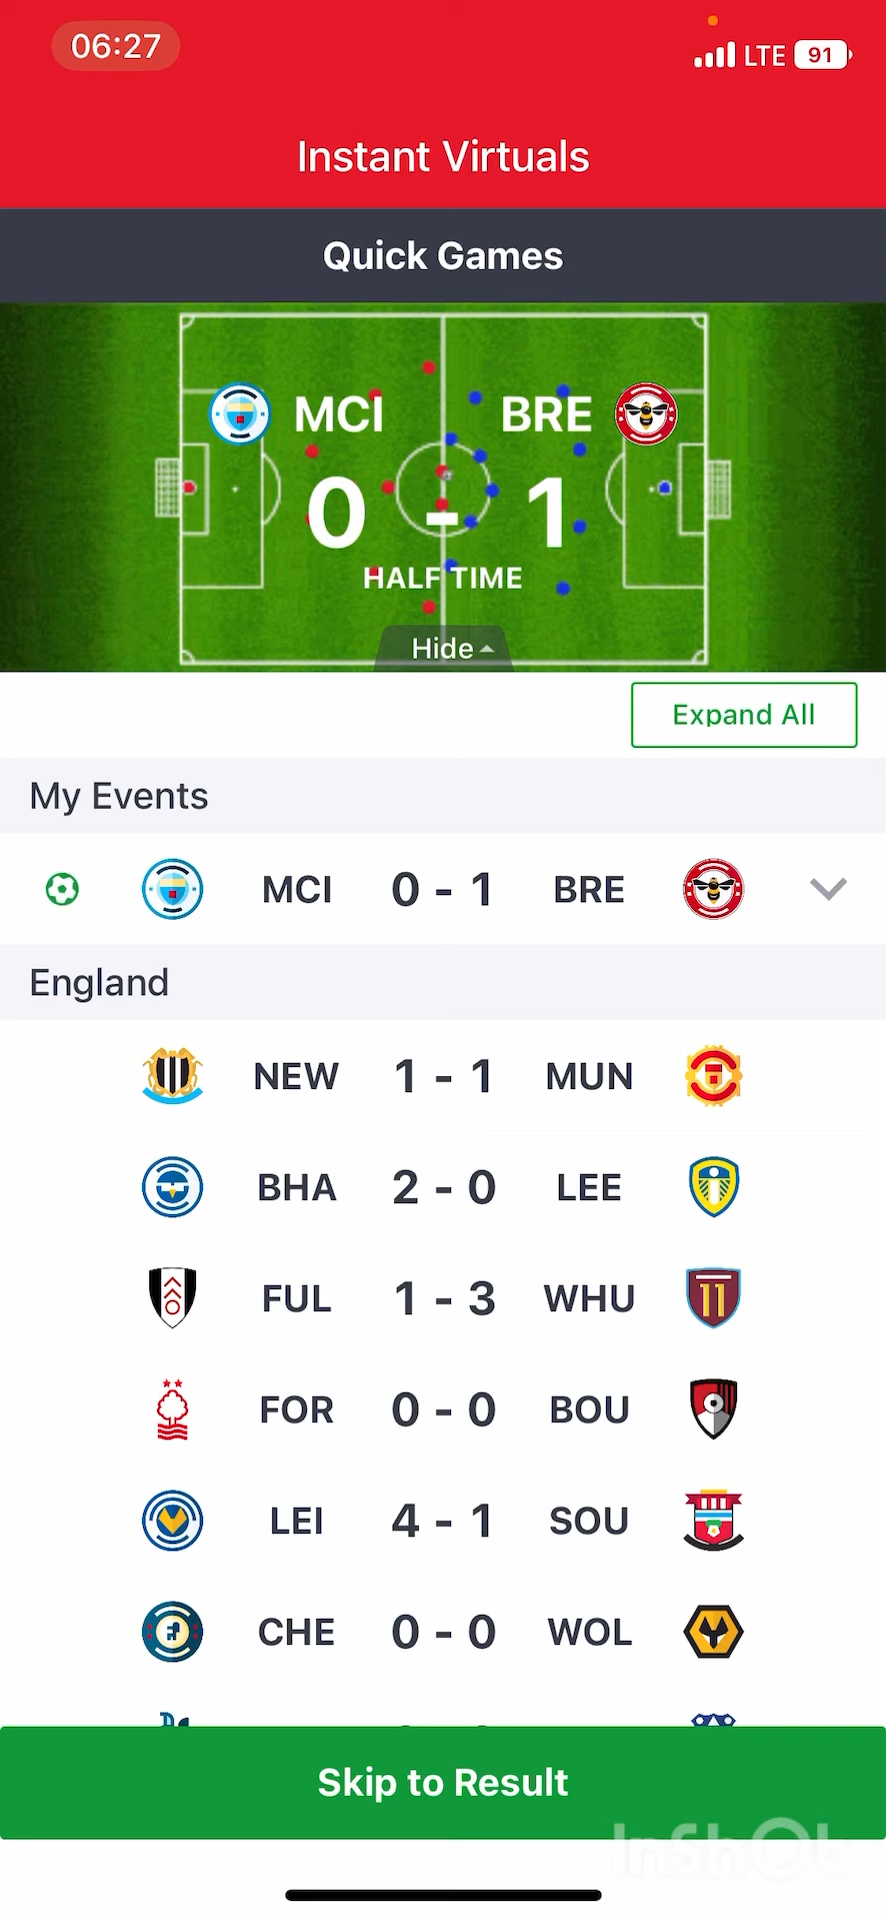 06:27
LTE 91
Instant Virtuals
Quick Games
MCI BRE
0 - 1
HALF TIME
Hide
Expand All
My Events
MCI 0 - 1 BRE
England
NEW 1 - 1 MUN
BHA 2 - 0 LEE
FUL 1 - 3 WHU
FOR 0 - 0 BOU
LEI 4 - 1 SOU
CHE 0 - 0 WOL
Skip to Result
InShOt